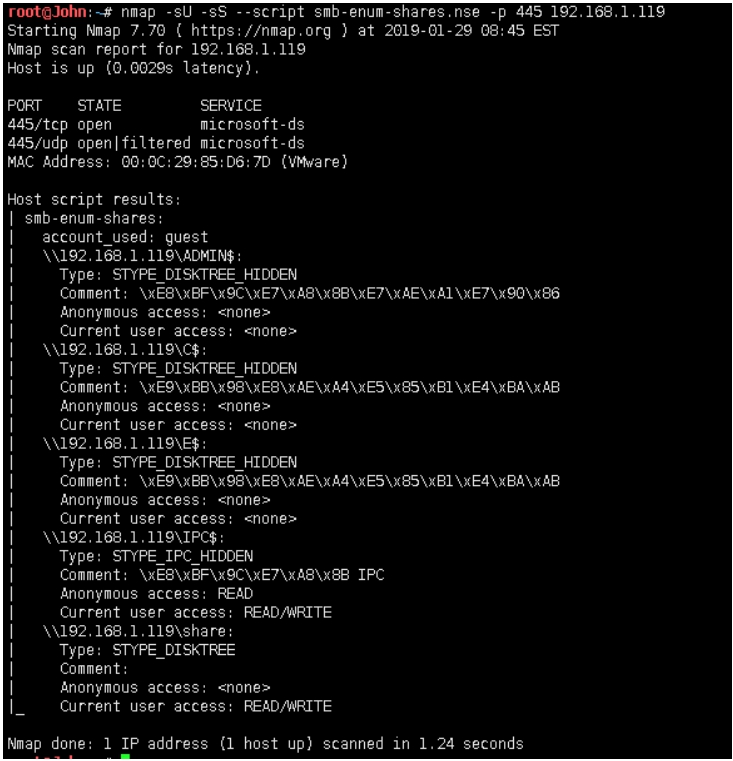 root@John:~# nmap -sU -sS --script smb-enum-shares.nse -p 445 192.168.1.119
Starting Nmap 7.70 ( https://nmap.org ) at 2019-01-29 08:45 EST
Nmap scan report for 192.168.1.119
Host is up (0.0029s latency).
PORT    STATE         SERVICE
445/tcp open          microsoft-ds
445/udp open|filtered microsoft-ds
MAC Address: 00:0C:29:85:D6:7D (VMware)
Host script results:
| smb-enum-shares:
|   account_used: guest
|   \\192.168.1.119\ADMIN$:
|     Type: STYPE_DISKTREE_HIDDEN
|     Comment: \xE8\xBF\x9C\xE7\xA8\x8B\xE7\xAE\xA1\xE7\x90\x86
|     Anonymous access: <none>
|     Current user access: <none>
|   \\192.168.1.119\C$:
|     Type: STYPE_DISKTREE_HIDDEN
|     Comment: \xE9\xBB\x98\xE8\xAE\xA4\xE5\x85\xB1\xE4\xBA\xAB
|     Anonymous access: <none>
|     Current user access: <none>
|   \\192.168.1.119\E$:
|     Type: STYPE_DISKTREE_HIDDEN
|     Comment: \xE9\xBB\x98\xE8\xAE\xA4\xE5\x85\xB1\xE4\xBA\xAB
|     Anonymous access: <none>
|     Current user access: <none>
|   \\192.168.1.119\IPC$:
|     Type: STYPE_IPC_HIDDEN
|     Comment: \xE8\xBF\x9C\xE7\xA8\x8B IPC
|     Anonymous access: READ
|     Current user access: READ/WRITE
|   \\192.168.1.119\share:
|     Type: STYPE_DISKTREE
|     Comment:
|     Anonymous access: <none>
|_    Current user access: READ/WRITE
Nmap done: 1 IP address (1 host up) scanned in 1.24 seconds